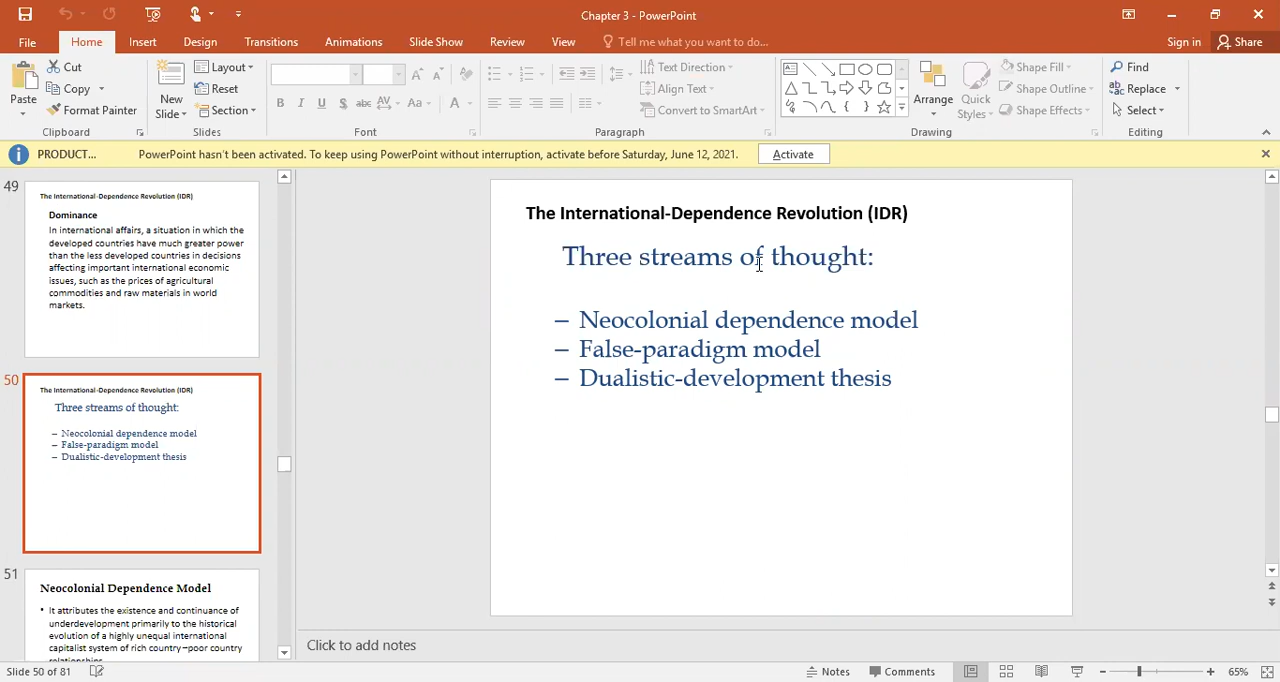 Chapter 3 - PowerPoint
File Home Insert Design Transitions Animations Slide Show Review View Tell me what you want to do... Sign in Share
Paste
Cut
Copy
Format Painter
Clipboard
New
Slide
Layout
Reset
Section
Slides
B I U S abc AV Aa A
Font
Text Direction
Align Text
Convert to SmartArt
Paragraph
Arrange
Quick
Styles
Shape Fill
Shape Outline
Shape Effects
Drawing
Find
Replace
Select
Editing
PRODUCT... PowerPoint hasn't been activated. To keep using PowerPoint without interruption, activate before Saturday, June 12, 2021. Activate
49
The International-Dependence Revolution (IDR)
Dominance
In international affairs, a situation in which the
developed countries have much greater power
than the less developed countries in decisions
affecting important international economic
issues, such as the prices of agricultural
commodities and raw materials in world
markets.
50
The International-Dependence Revolution (IDR)
Three streams of thought:
– Neocolonial dependence model
– False-paradigm model
– Dualistic-development thesis
51
Neocolonial Dependence Model
• It attributes the existence and continuance of
underdevelopment primarily to the historical
evolution of a highly unequal international
capitalist system of rich country–poor country
relationships
The International-Dependence Revolution (IDR)
Three streams of thought:
– Neocolonial dependence model
– False-paradigm model
– Dualistic-development thesis
Click to add notes
Slide 50 of 81 Notes Comments 65%